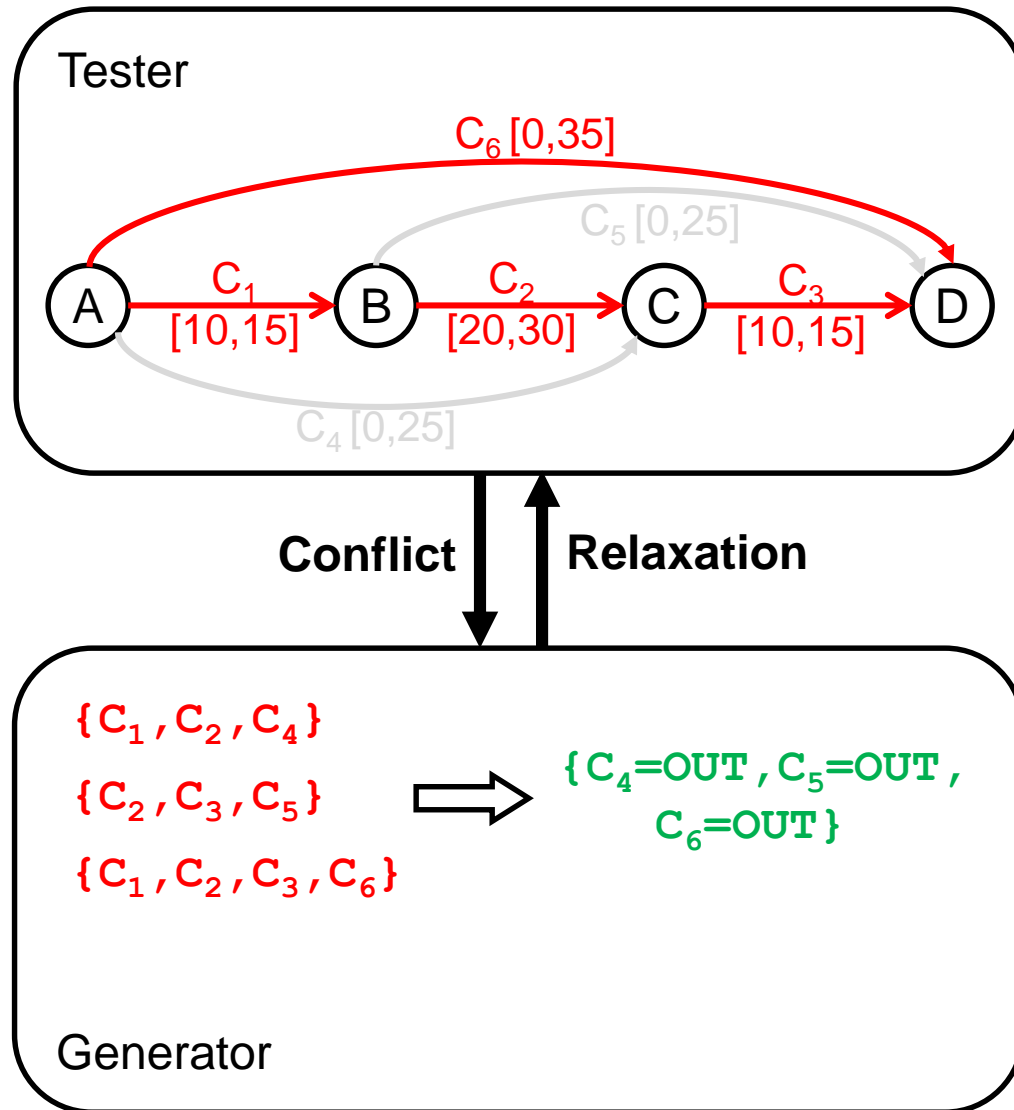 Tester
C₆ [0,35]
C₅ [0,25]
A
C₁
[10,15]
B
C₂
[20,30]
C
C₃
[10,15]
D
C₄ [0,25]
Conflict
Relaxation
{C₁,C₂,C₄}
{C₂,C₃,C₅}
{C₁,C₂,C₃,C₆}
{C₄=OUT,C₅=OUT,
C₆=OUT}
Generator